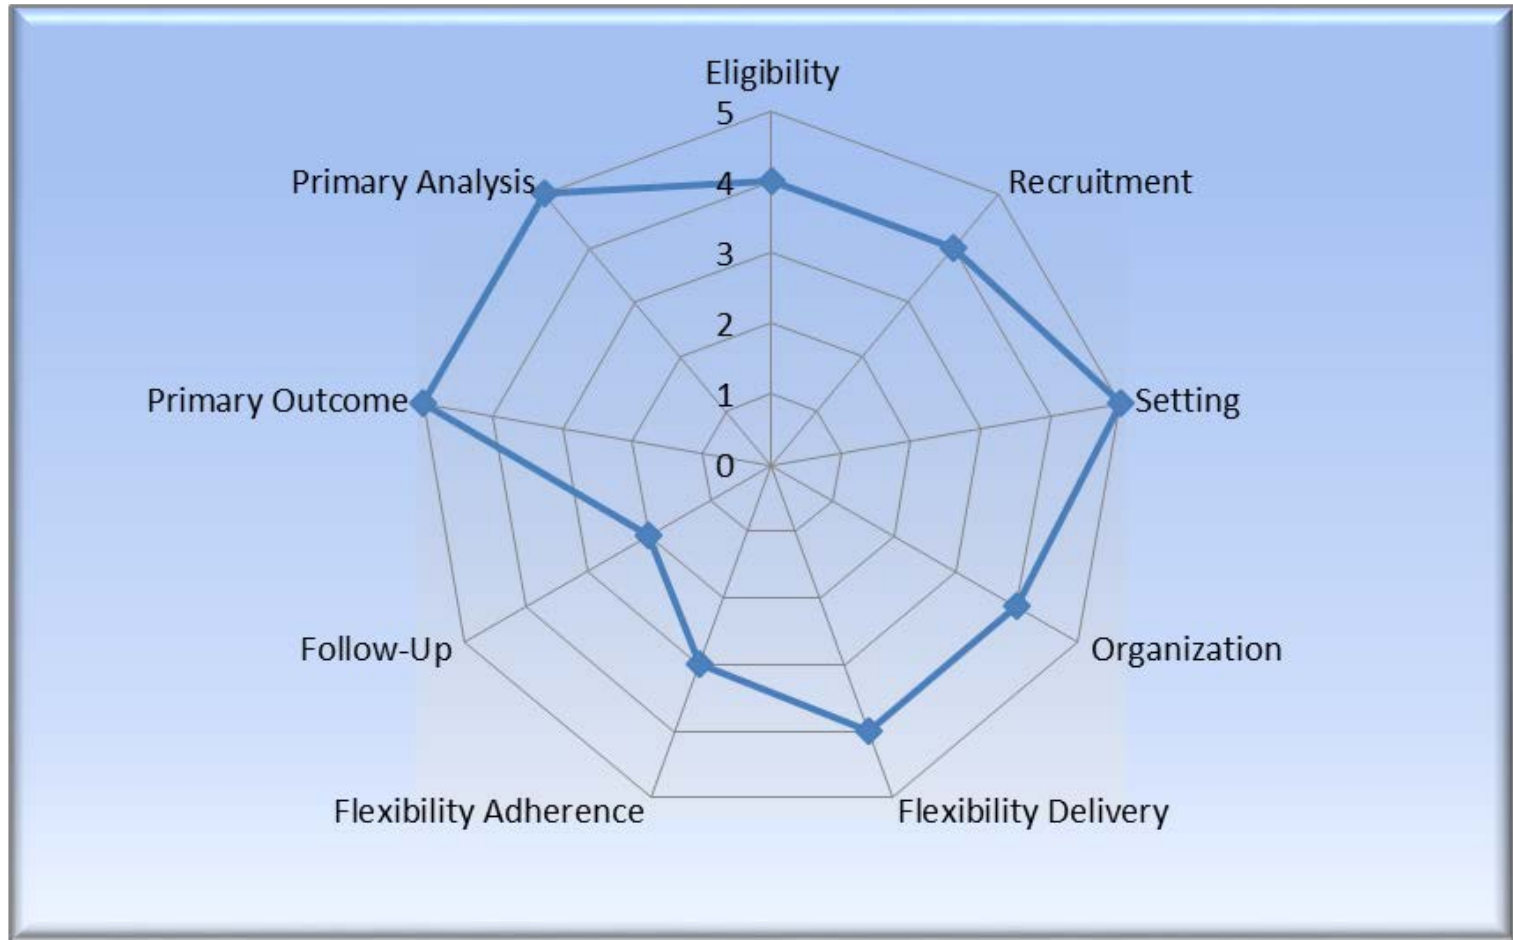 Eligibility
5
Primary Analysis
4
Recruitment
3
2
1
Primary Outcome
Setting
0
Follow-Up
Organization
Flexibility Adherence
Flexibility Delivery